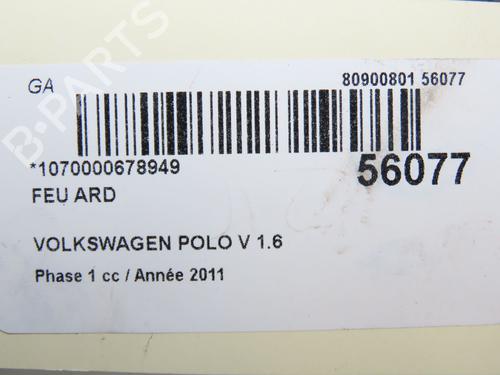 GA 80900801 56077
*1070000678949 56077
FEU ARD
VOLKSWAGEN POLO V 1.6
Phase 1 cc / Année 2011
B-PARTS